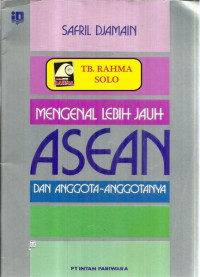 SAFRIL DJAMAIN
TB. RAHMA
SOLO
MENGENAL LEBIH JAUH
ASEAN
DAN ANGGOTA-ANGGOTANYA
PT INTAN PARIWARA